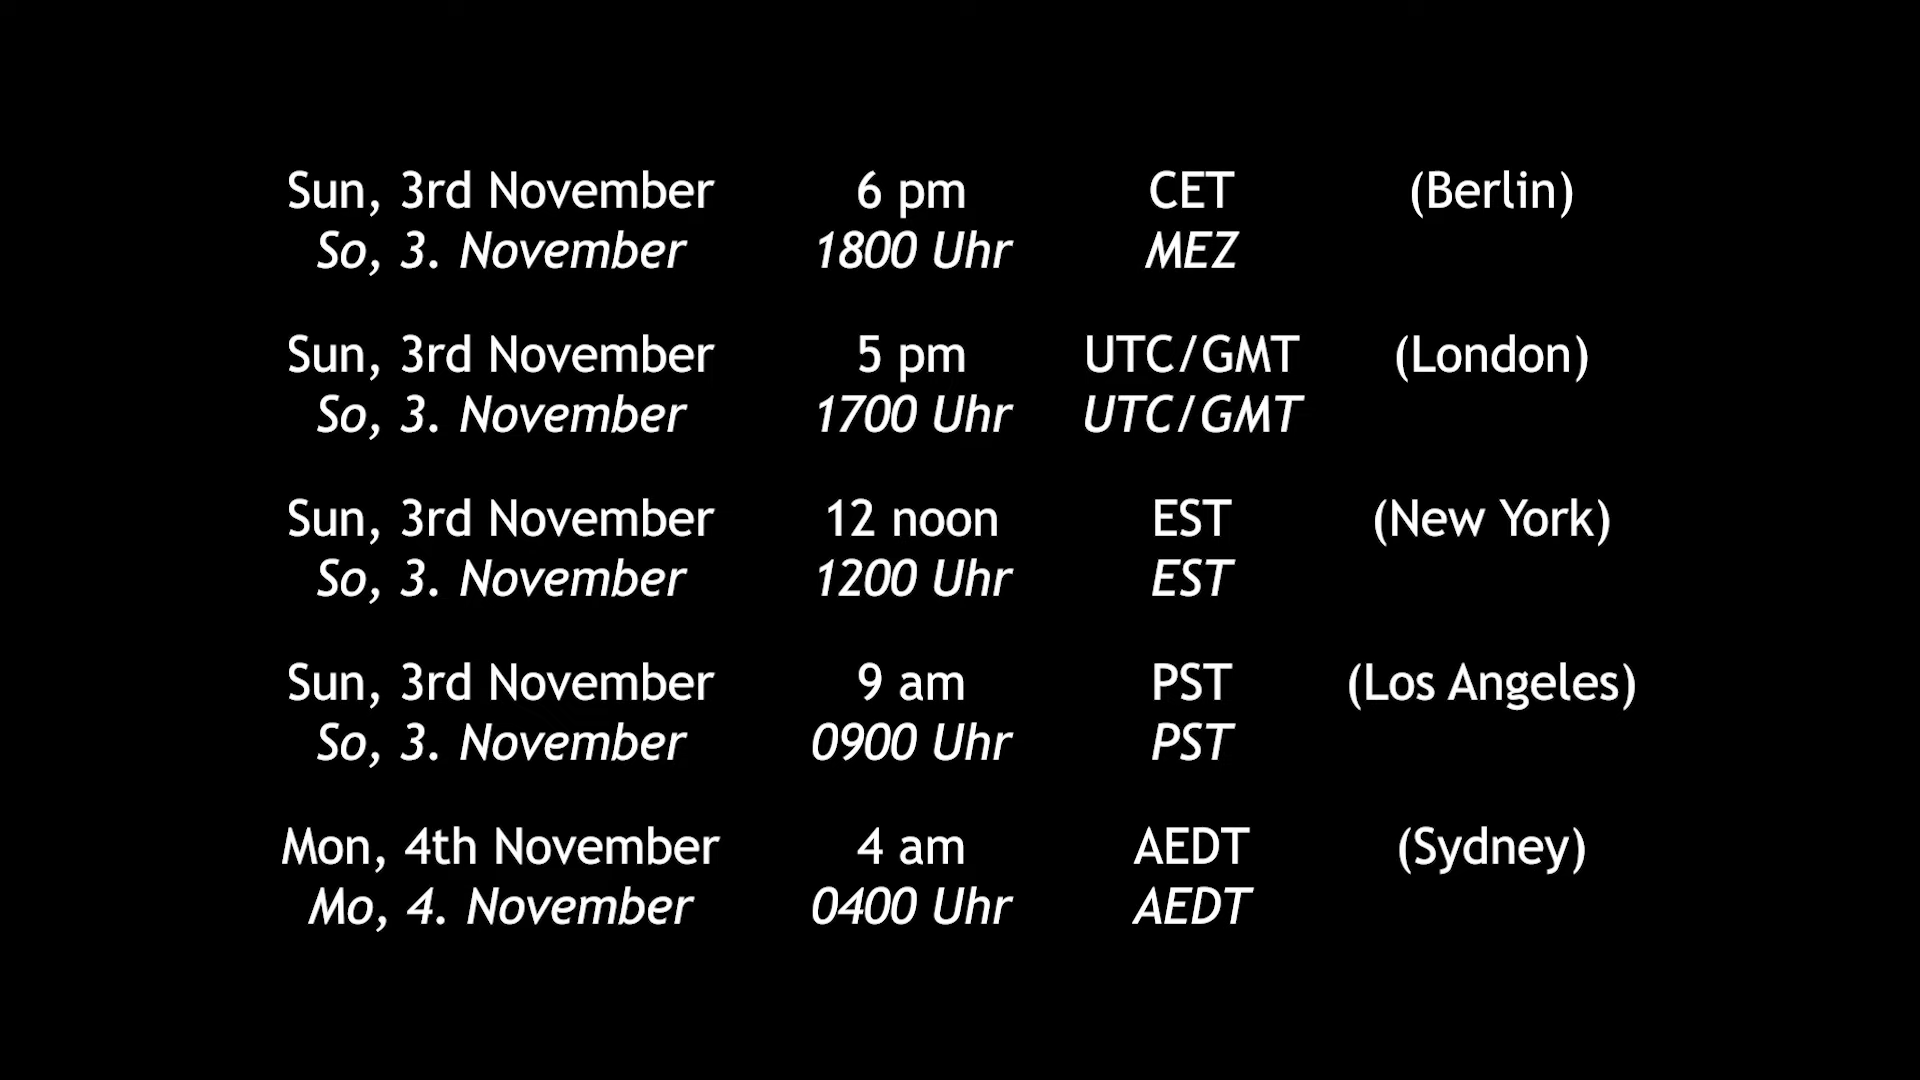 Sun, 3rd November 6 pm CET (Berlin)
So, 3. November 1800 Uhr MEZ
Sun, 3rd November 5 pm UTC/GMT (London)
So, 3. November 1700 Uhr UTC/GMT
Sun, 3rd November 12 noon EST (New York)
So, 3. November 1200 Uhr EST
Sun, 3rd November 9 am PST (Los Angeles)
So, 3. November 0900 Uhr PST
Mon, 4th November 4 am AEDT (Sydney)
Mo, 4. November 0400 Uhr AEDT